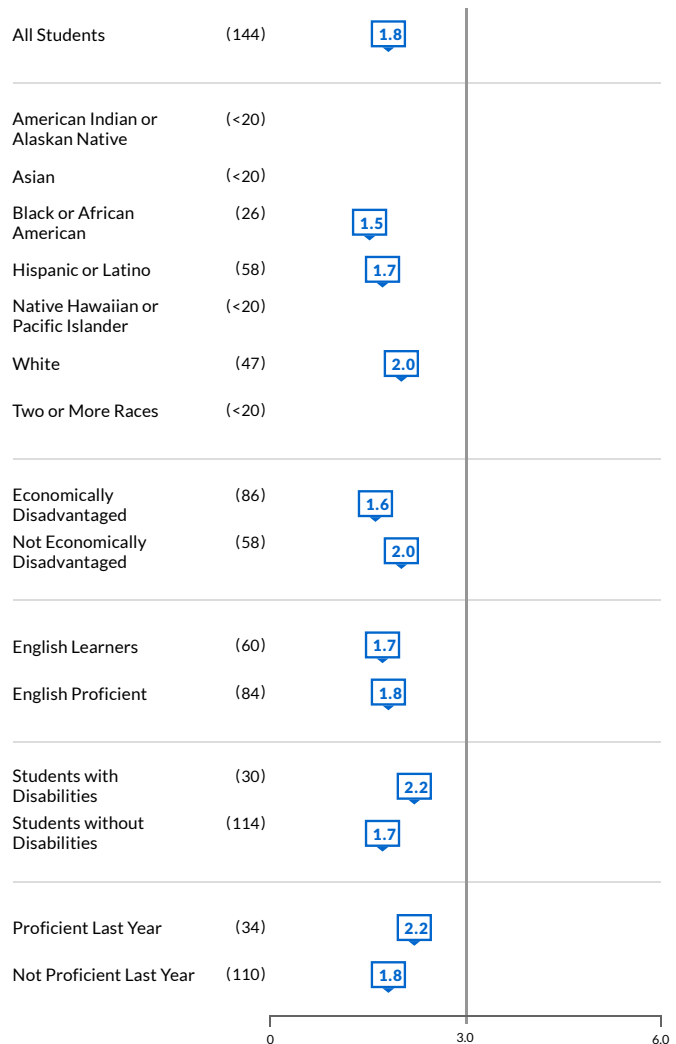 All Students (144) 1.8
American Indian or (<20)
Alaskan Native
Asian (<20)
Black or African (26) 1.5
American
Hispanic or Latino (58) 1.7
Native Hawaiian or (<20)
Pacific Islander
White (47) 2.0
Two or More Races (<20)
Economically (86) 1.6
Disadvantaged
Not Economically (58) 2.0
Disadvantaged
English Learners (60) 1.7
English Proficient (84) 1.8
Students with (30) 2.2
Disabilities
Students without (114) 1.7
Disabilities
Proficient Last Year (34) 2.2
Not Proficient Last Year (110) 1.8
0 3.0 6.0